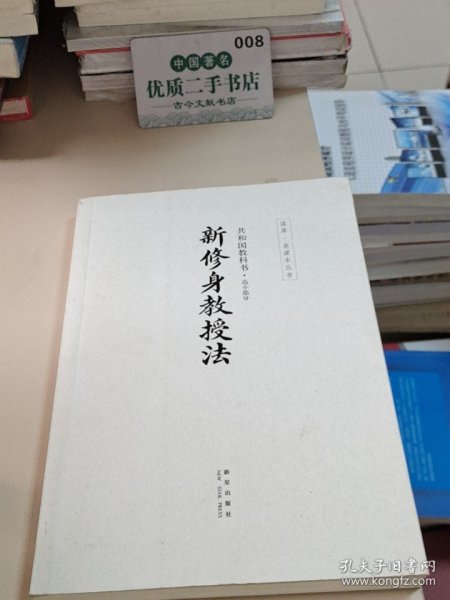 008
中国著名
优质二手书店
古今文献书店
读库·老课本丛书
共和国教科书·高小部分
新修身教授法
新星出版社
NEW STAR PRESS
孔夫子旧书网
www.kongfz.com